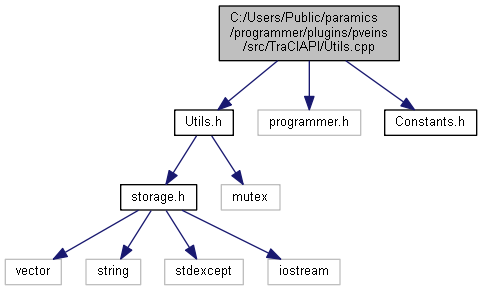 C:/Users/Public/paramics
/programmer/plugins/pveins
/src/TraCIAPI/Utils.cpp
Utils.h
programmer.h
Constants.h
storage.h
mutex
vector
string
stdexcept
iostream